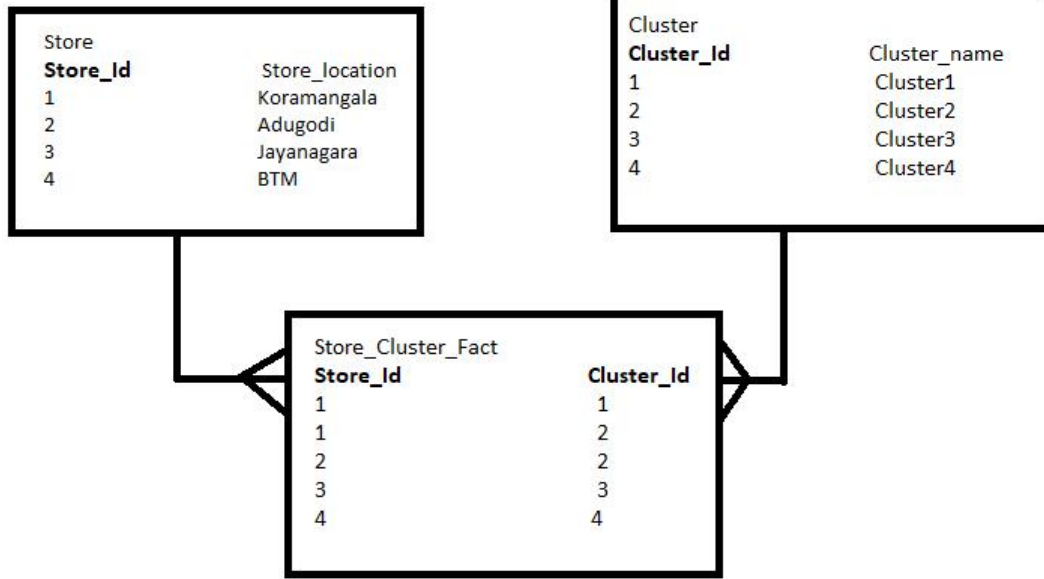 Store
Store_Id Store_location
1 Koramangala
2 Adugodi
3 Jayanagara
4 BTM
Cluster
Cluster_Id Cluster_name
1 Cluster1
2 Cluster2
3 Cluster3
4 Cluster4
Store_Cluster_Fact
Store_Id Cluster_Id
1 1
1 2
2 2
3 3
4 4